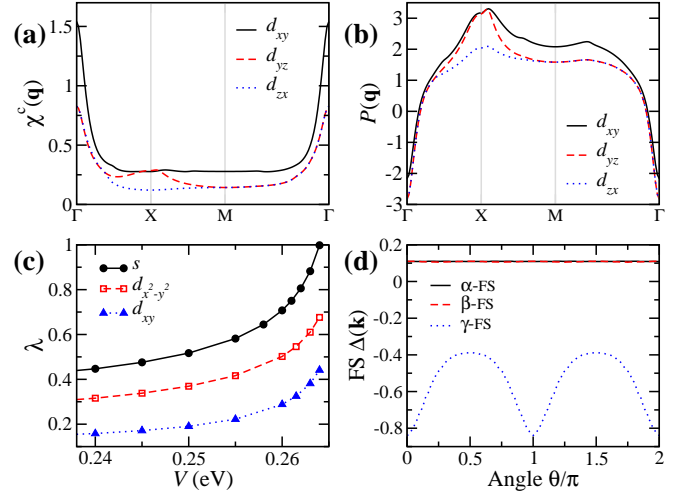 (a)
1.5
1
0.5
0
χ^c(q)
d_xy
d_yz
d_zx
Γ X M Γ
(b)
3
2
1
0
-1
-2
-3
P(q)
d_xy
d_yz
d_zx
Γ X M Γ
(c)
1
0.8
0.6
0.4
0.2
λ
s
d_x²-y²
d_xy
0.24 0.25 0.26
V (eV)
(d)
0.2
0
-0.2
-0.4
-0.6
-0.8
FS Δ(k)
α-FS
β-FS
γ-FS
0 0.5 1 1.5 2
Angle θ/π